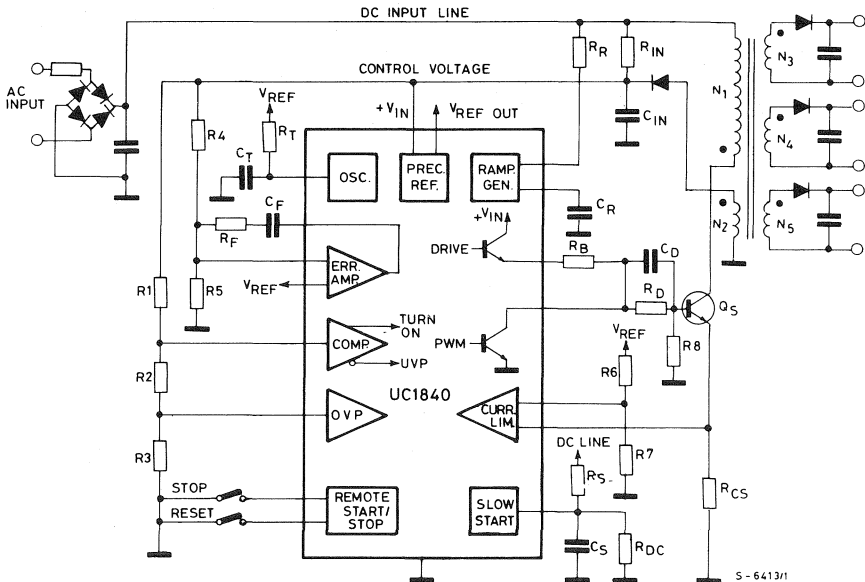 DC INPUT LINE
AC
INPUT
CONTROL VOLTAGE
RR
RIN
N1
N3
VREF
+VIN
VREF OUT
CIN
R4
RT
CT
OSC.
PREC.
REF.
RAMP.
GEN.
N4
CF
CR
RF
+VIN
N2
N5
DRIVE
RB
CD
ERR.
AMP.
R1
R5
VREF
RD
QS
TURN
ON
COMP.
UVP
PWM
VREF
R8
R2
R6
UC1840
OVP
CURR.
LIM.
R3
DC LINE
R7
STOP
RS
RCS
RESET
REMOTE
START/
STOP
SLOW
START
CS
RDC
S-6413/1